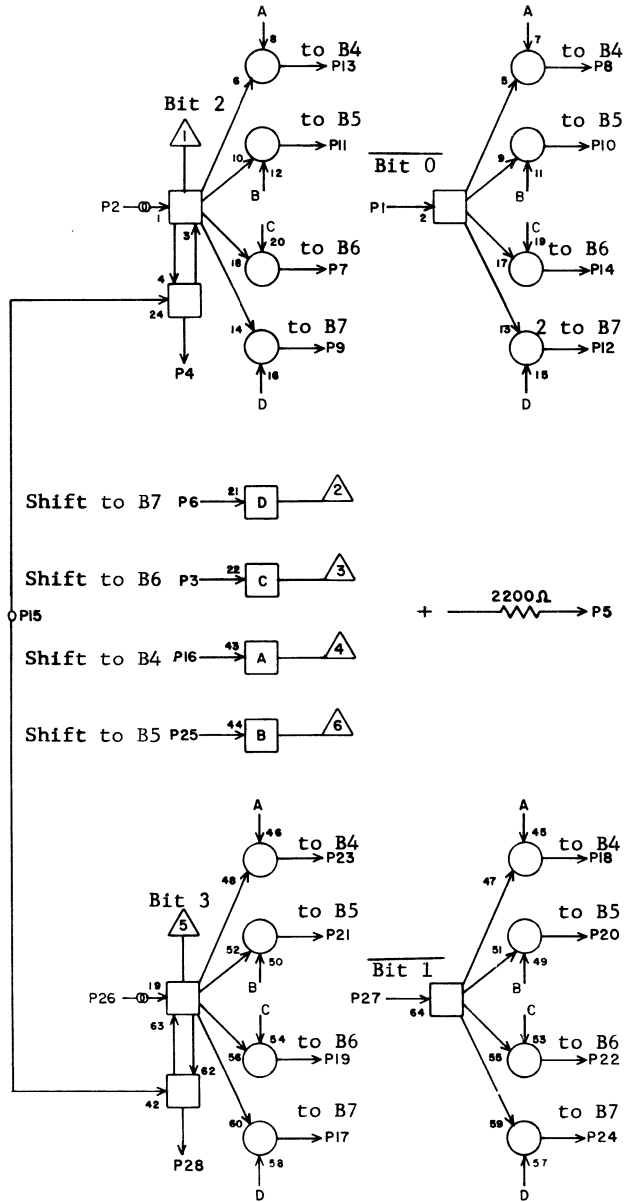 A A
8 7
to B4 to B4
6 P13 5 P8
Bit 2
1
to B5 to B5
10 P11 9 P10
12 11
Bit 0
B B
P2 1 P1 2
3 C 20 C 19
to B6 to B6
4 18 P7 17 P14
24
14 to B7 13 2 to B7
P9 P12
P4 16 15
D D
Shift to B7 P6 21 D 2
Shift to B6 P3 22 C 3
P15 + 2200Ω P5
Shift to B4 P16 43 A 4
Shift to B5 P25 44 B 6
A A
46 45
to B4 to B4
48 P23 47 P18
Bit 3
5
to B5 to B5
52 P21 51 P20
50 49
Bit 1
B B
P26 19 P27 64
63 C 54 C 53
62 to B6 to B6
56 P19 55 P22
42
60 to B7 59 to B7
P17 P24
P28 58 57
D D